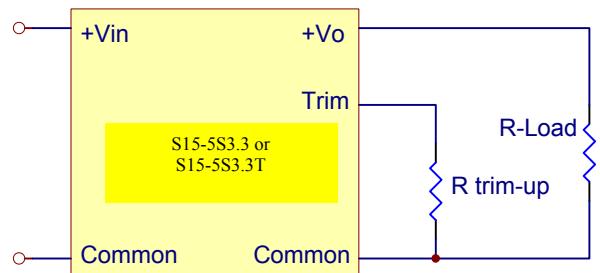 +Vin +Vo
Trim
S15-5S3.3 or
S15-5S3.3T
R-Load
R trim-up
Common Common